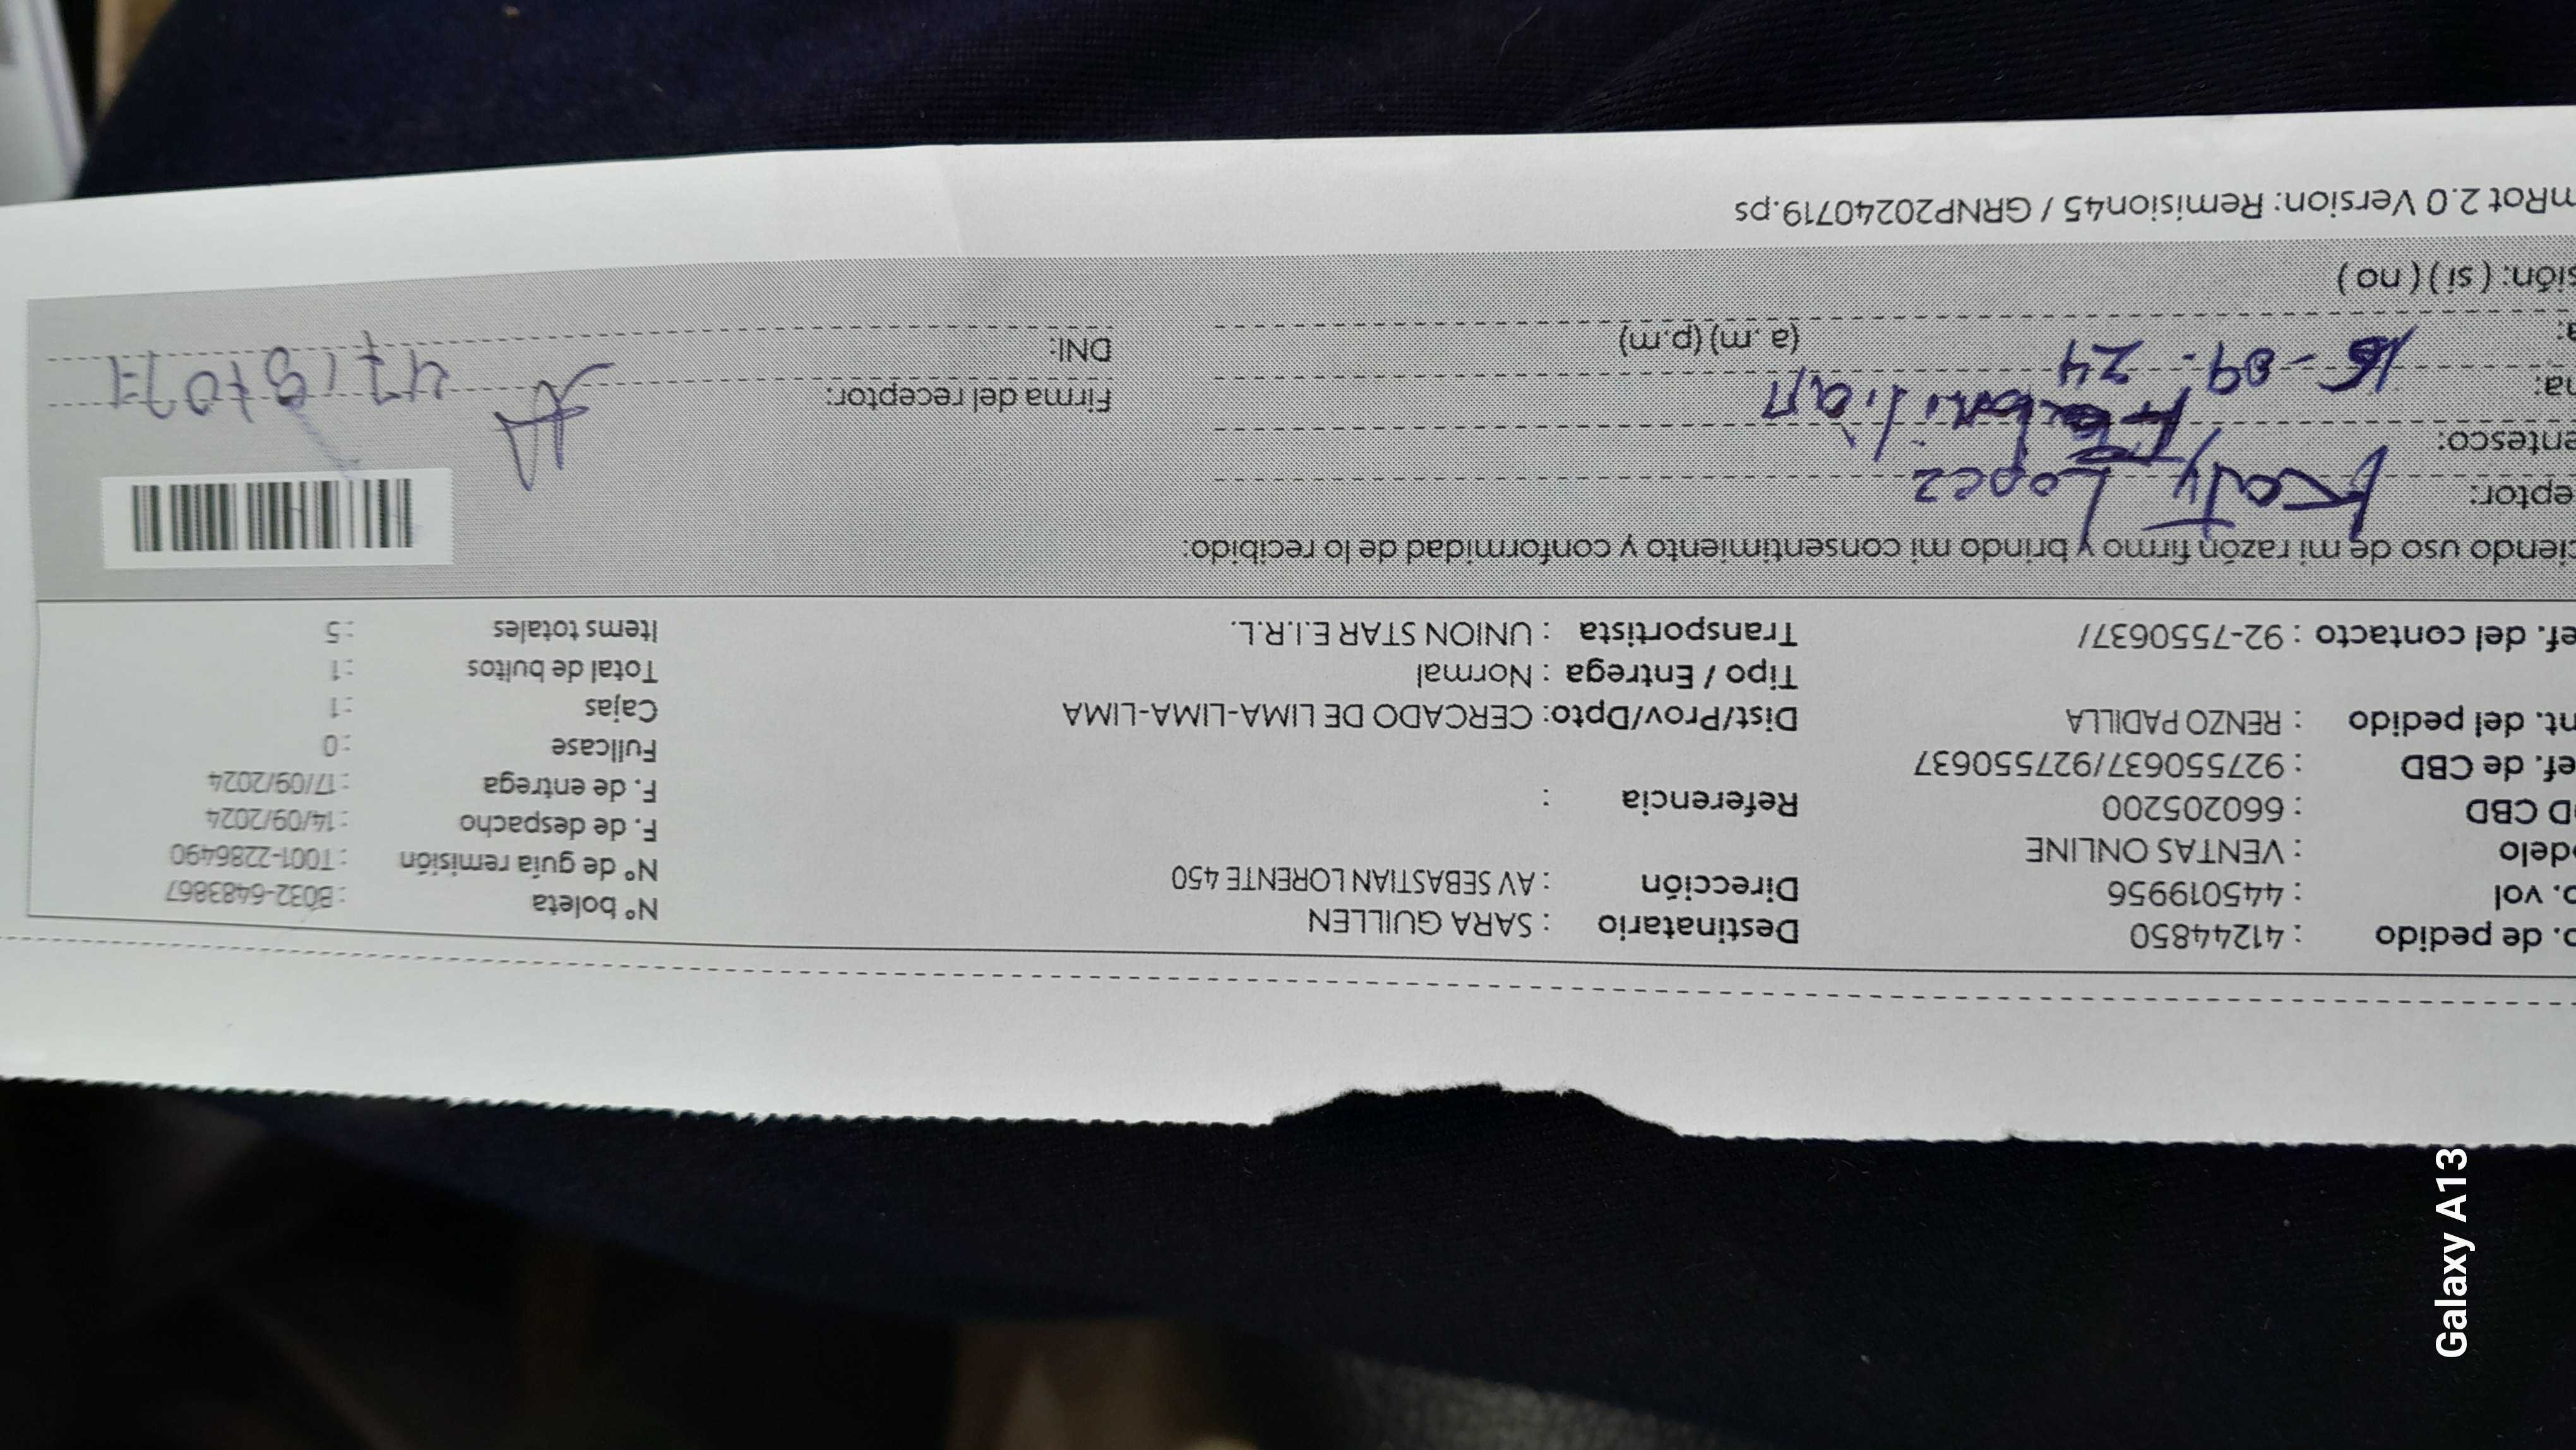 o. de pedido : 41244850 Destinatario : SARA GUILLEN N° boleta : B032-6483867
o. vol : 445019956 Dirección : AV SEBASTIAN LORENTE 450 N° de guía remisión : T001-2286490
delo : VENTAS ONLINE F. de despacho : 14/09/2024
O CBD : 660205200 Referencia : F. de entrega : 17/09/2024
ef. de CBD : 927550637/927550637 Fullcase : 0
nt. del pedido : RENZO PADILLA Dist/Prov/Dpto: CERCADO DE LIMA-LIMA-LIMA Cajas : 1
Tipo / Entrega : Normal Total de bultos : 1
ef. del contacto : 92-7550637/ Transportista : UNION STAR E.I.R.L. Items totales : 5
ciendo uso de mi razón firmo y brindo mi consentimiento y conformidad de lo recibido:
eptor: Katy Lopez
entesco:
na: 16-09-24 Firma del receptor:
a: (a.m) (p.m) DNI:
sión: ( si ) ( no )
mRot 2.0 Version: Remision45 / GRNP20240719.ps
Galaxy A13